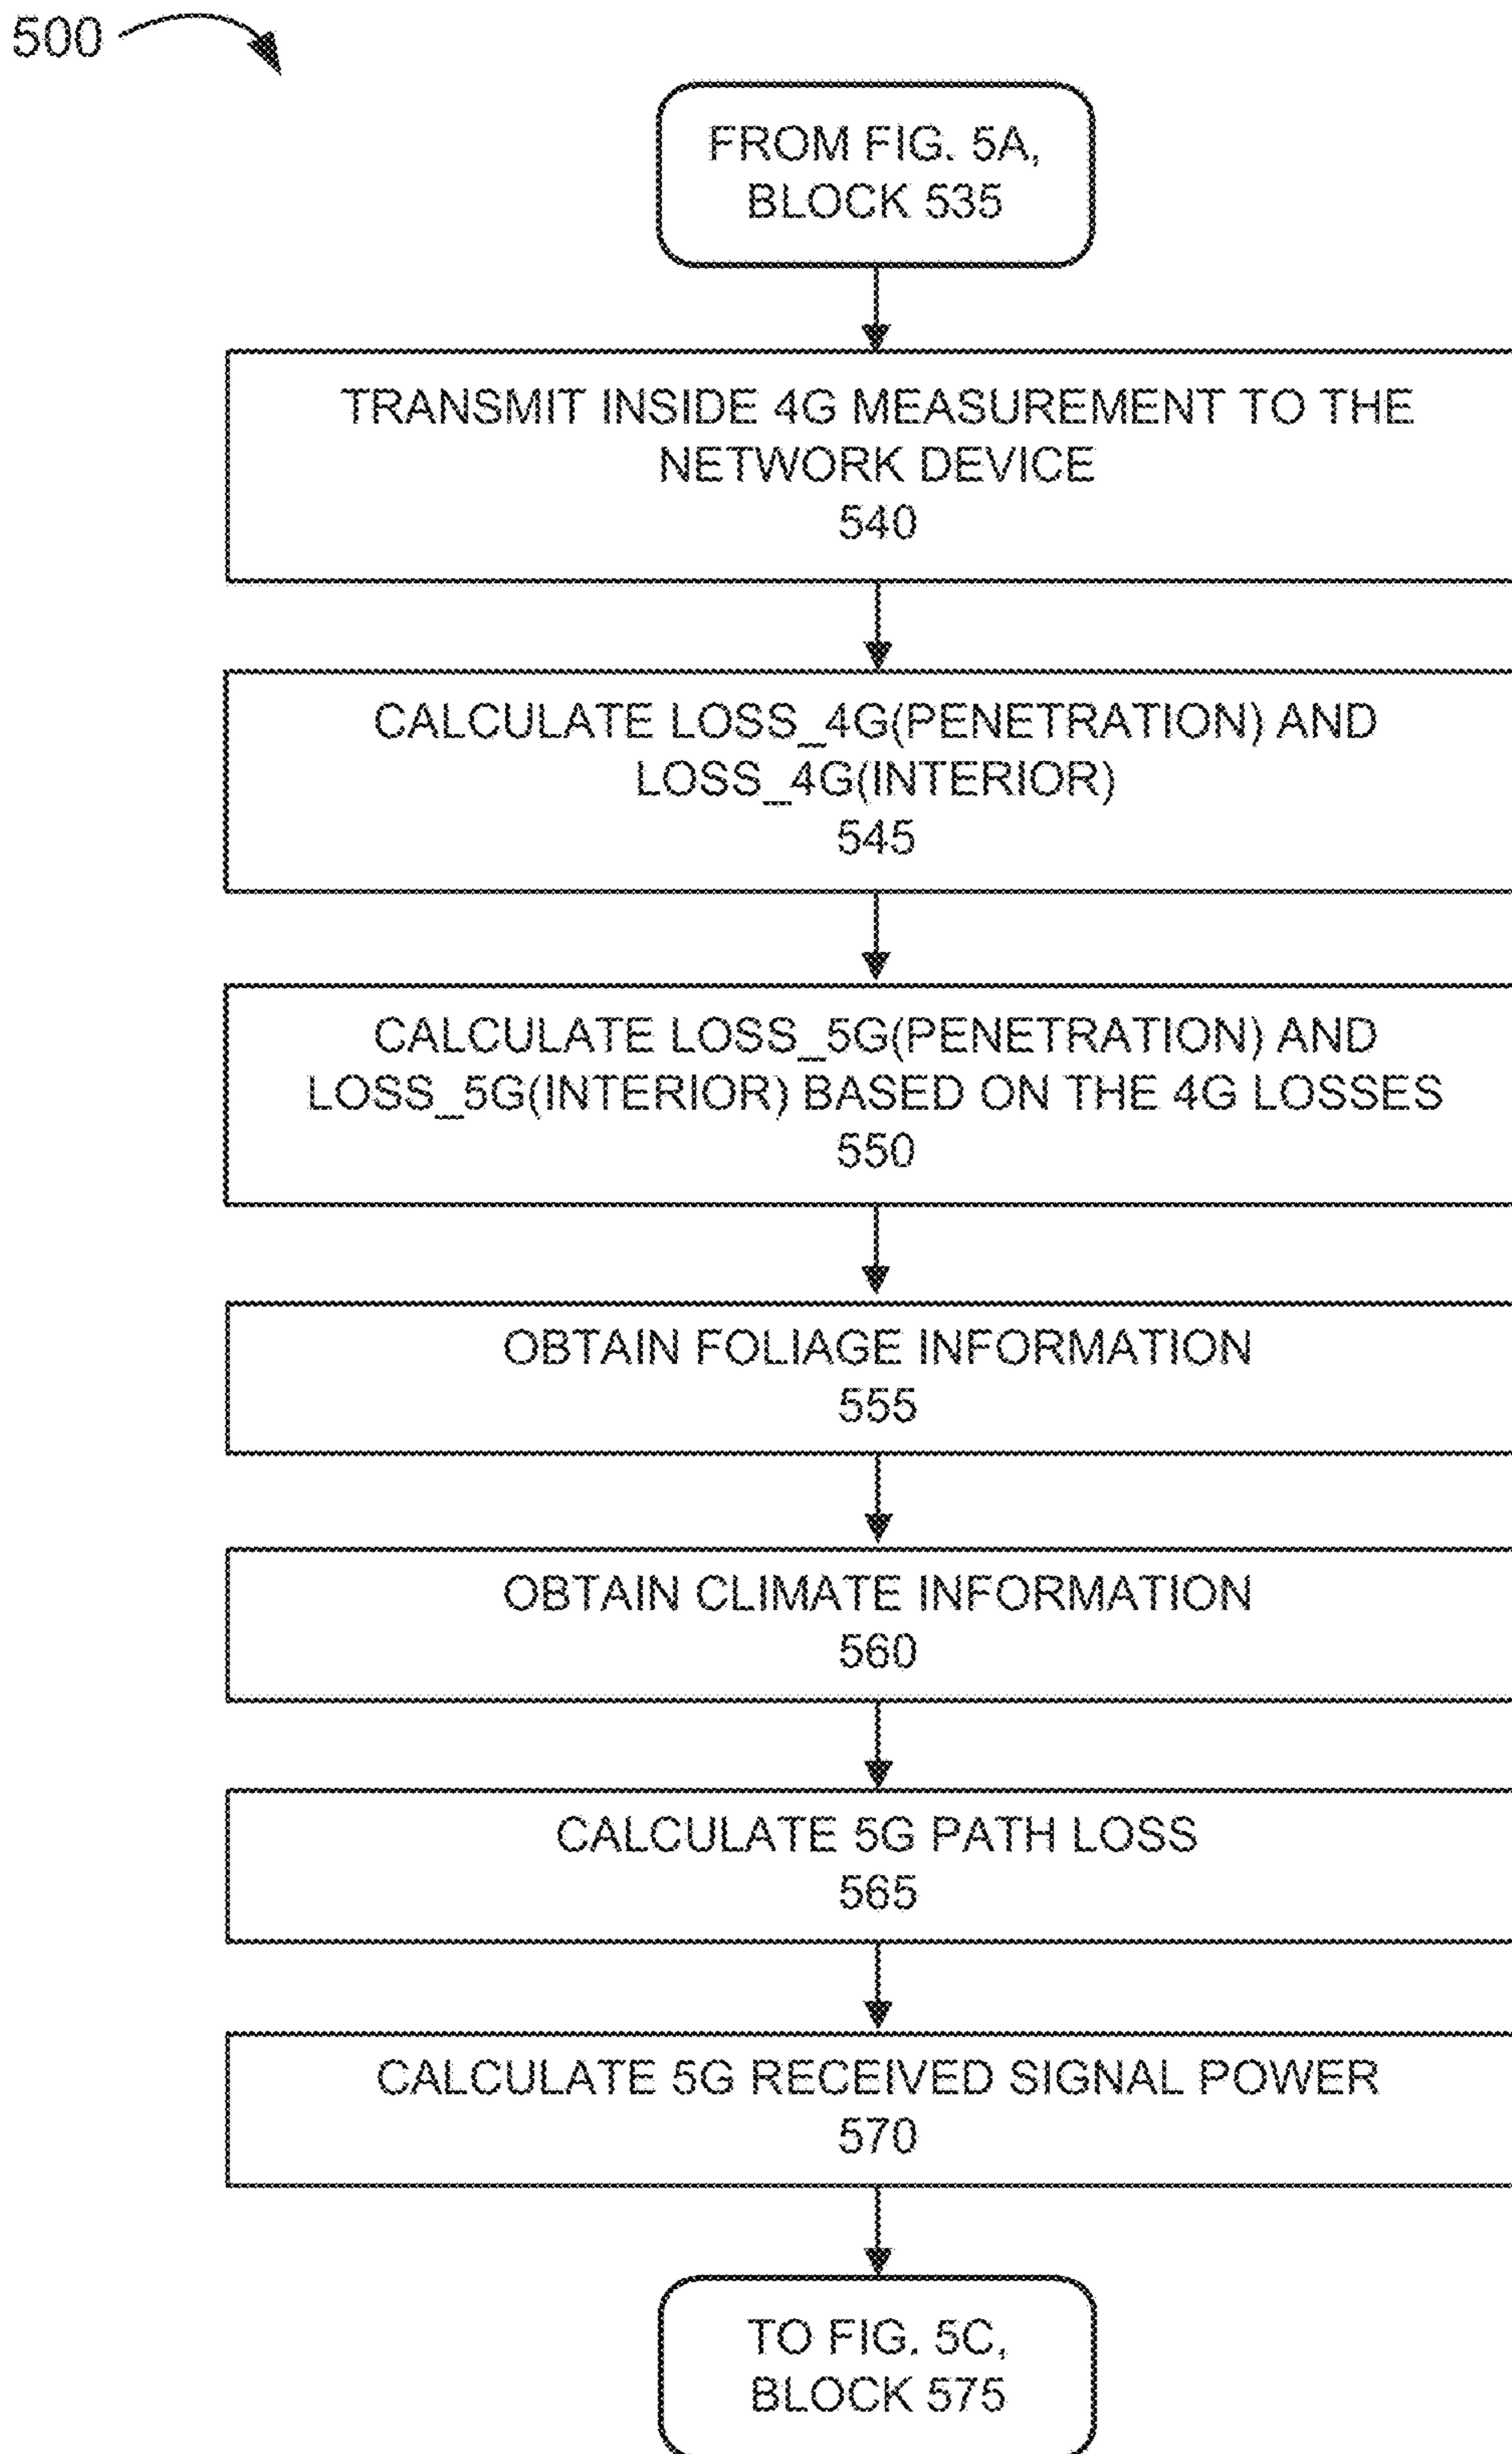 500
FROM FIG. 5A,
BLOCK 535
TRANSMIT INSIDE 4G MEASUREMENT TO THE
NETWORK DEVICE
540
CALCULATE LOSS_4G(PENETRATION) AND
LOSS_4G(INTERIOR)
545
CALCULATE LOSS_5G(PENETRATION) AND
LOSS_5G(INTERIOR) BASED ON THE 4G LOSSES
550
OBTAIN FOLIAGE INFORMATION
555
OBTAIN CLIMATE INFORMATION
560
CALCULATE 5G PATH LOSS
565
CALCULATE 5G RECEIVED SIGNAL POWER
570
TO FIG. 5C,
BLOCK 575